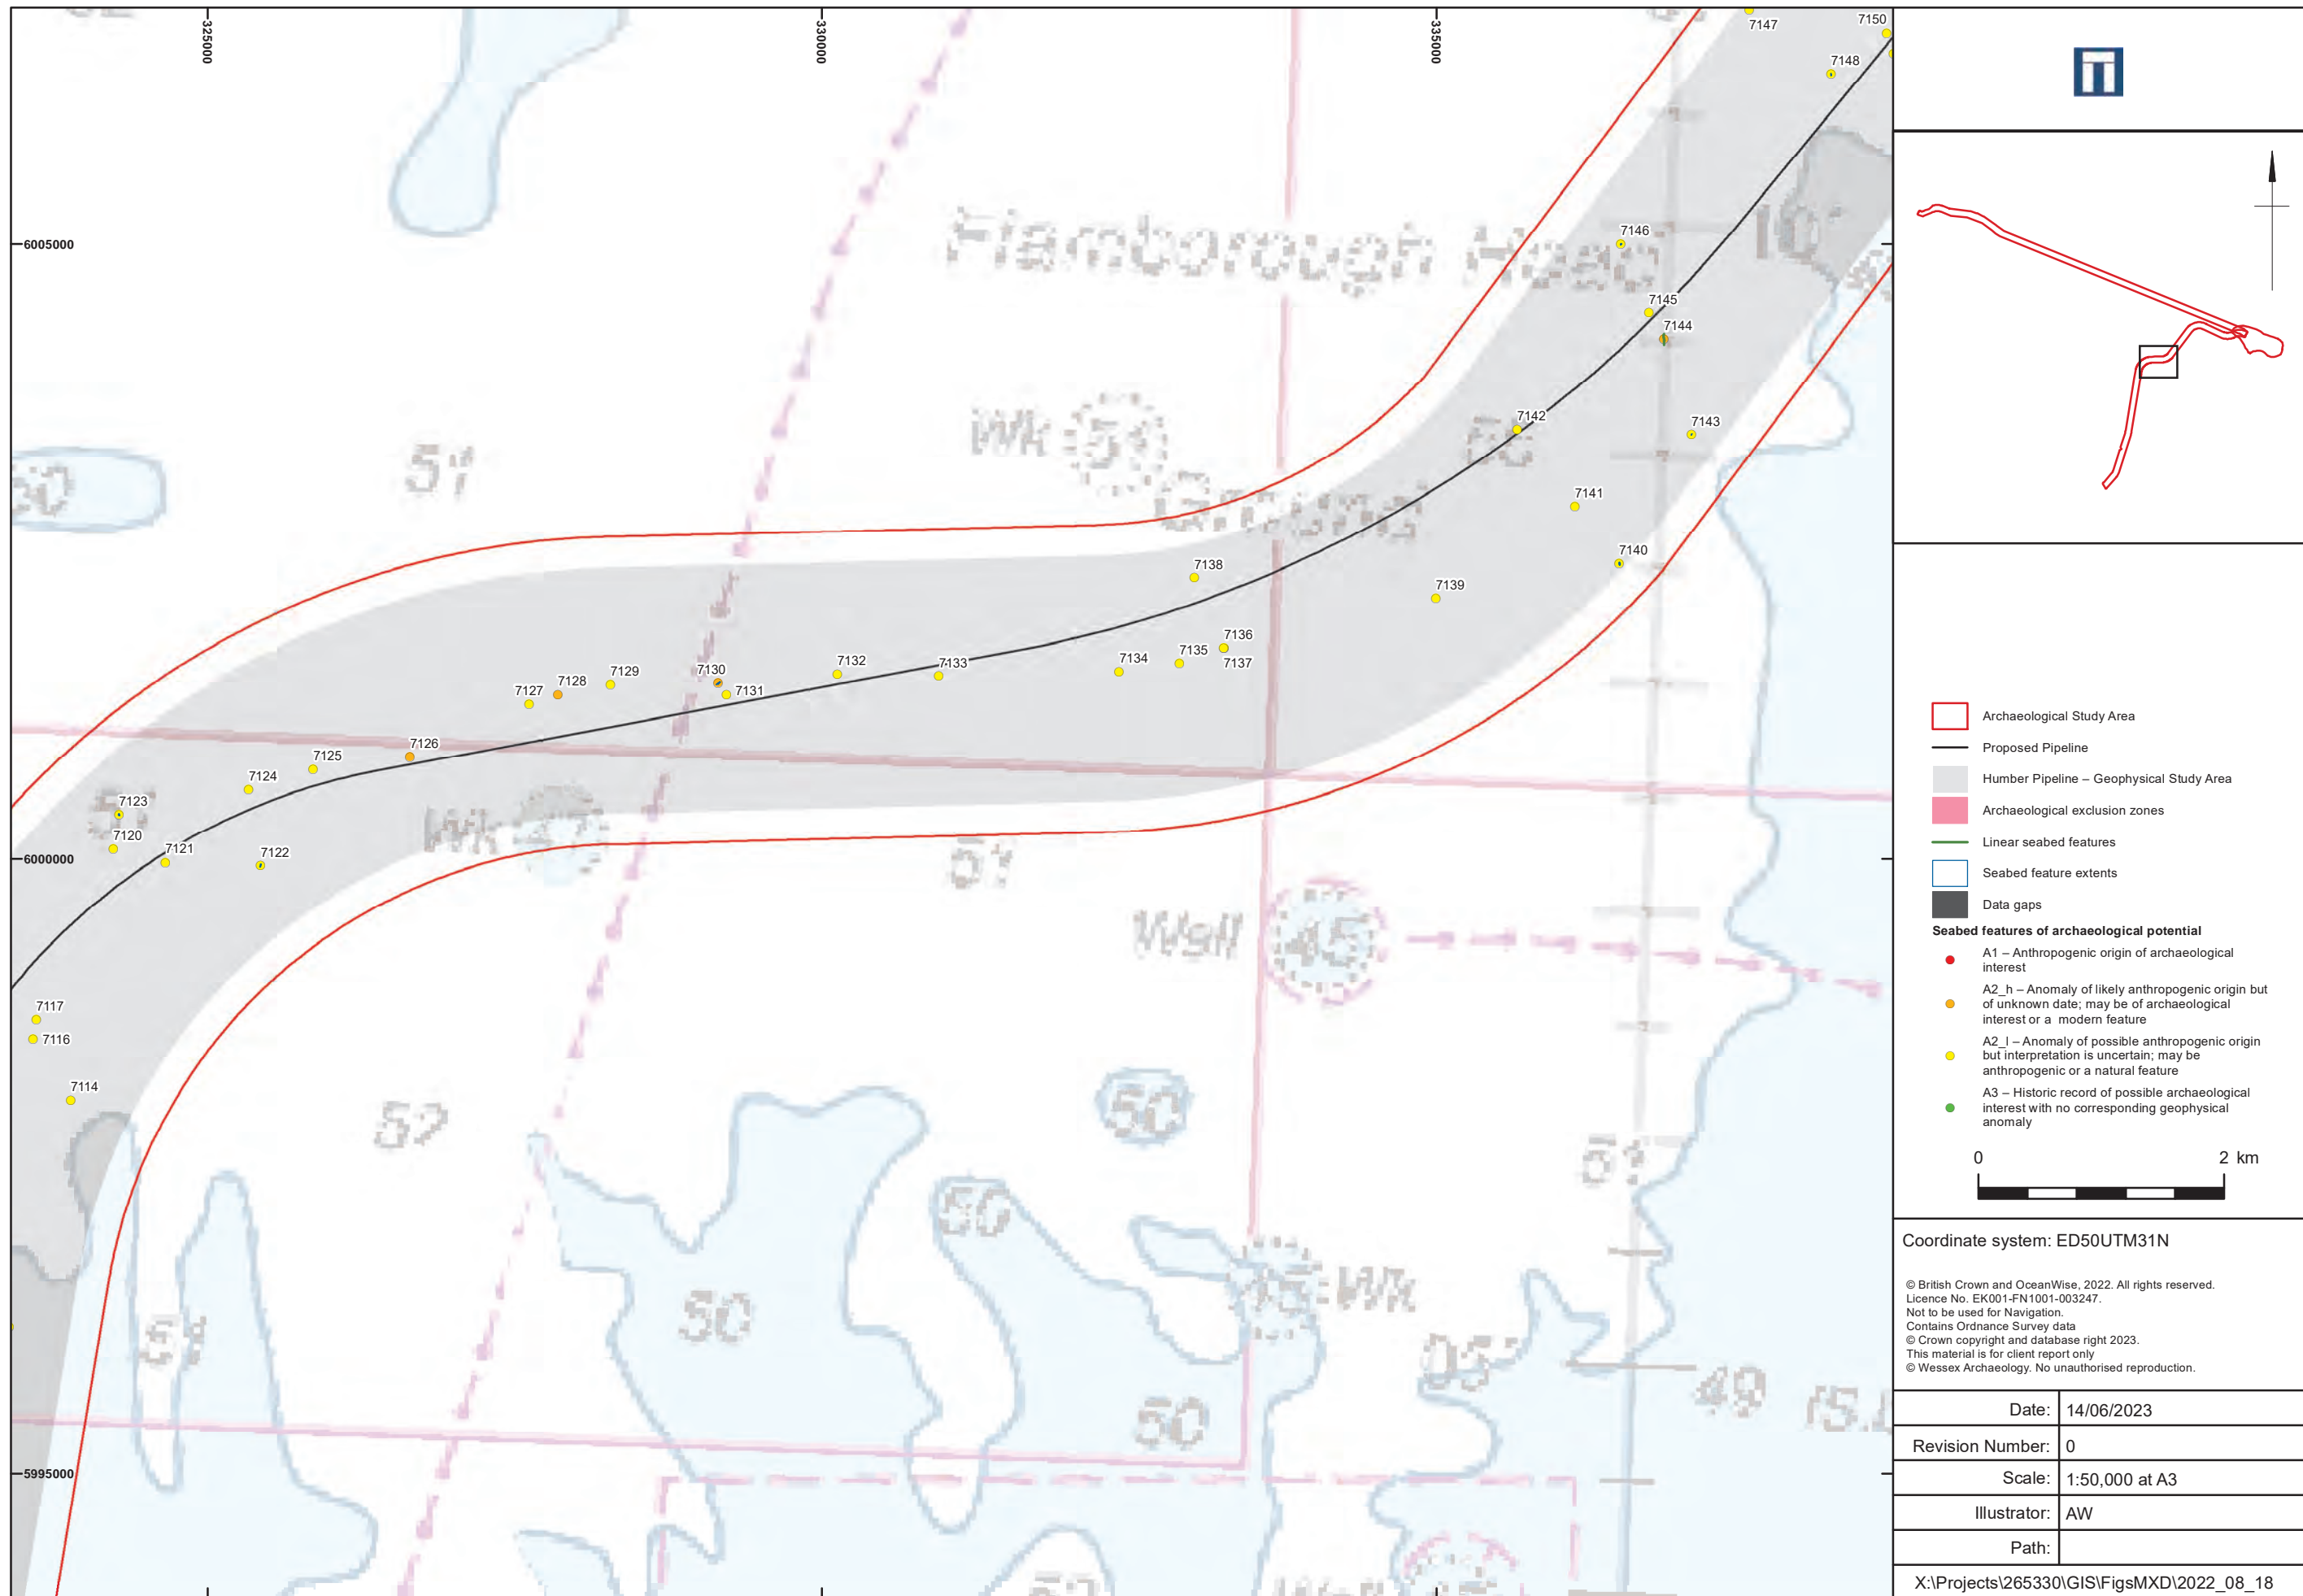 325000
330000
335000
7147
7150
7148
6005000
Flamborough Head
7146
7145
7144
Wk
51
7142
7143
7141
7140
7138
7139
7136
7132
7133
7134
7135
7137
7130
7129
7128
7131
7127
7126
7125
7124
7123
Wk
7120
7121
7122
6000000
51
Well 45
7117
7116
7114
52
50
50
50
Wk
50
49
5995000
Archaeological Study Area
Proposed Pipeline
Humber Pipeline – Geophysical Study Area
Archaeological exclusion zones
Linear seabed features
Seabed feature extents
Data gaps
Seabed features of archaeological potential
A1 – Anthropogenic origin of archaeological
interest
A2_h – Anomaly of likely anthropogenic origin but
of unknown date; may be of archaeological
interest or a modern feature
A2_l – Anomaly of possible anthropogenic origin
but interpretation is uncertain; may be
anthropogenic or a natural feature
A3 – Historic record of possible archaeological
interest with no corresponding geophysical
anomaly
0 2 km
Coordinate system: ED50UTM31N
© British Crown and OceanWise, 2022. All rights reserved.
Licence No. EK001-FN1001-003247.
Not to be used for Navigation.
Contains Ordnance Survey data
© Crown copyright and database right 2023.
This material is for client report only
© Wessex Archaeology. No unauthorised reproduction.
Date: 14/06/2023
Revision Number: 0
Scale: 1:50,000 at A3
Illustrator: AW
Path:
X:\Projects\265330\GIS\FigsMXD\2022_08_18